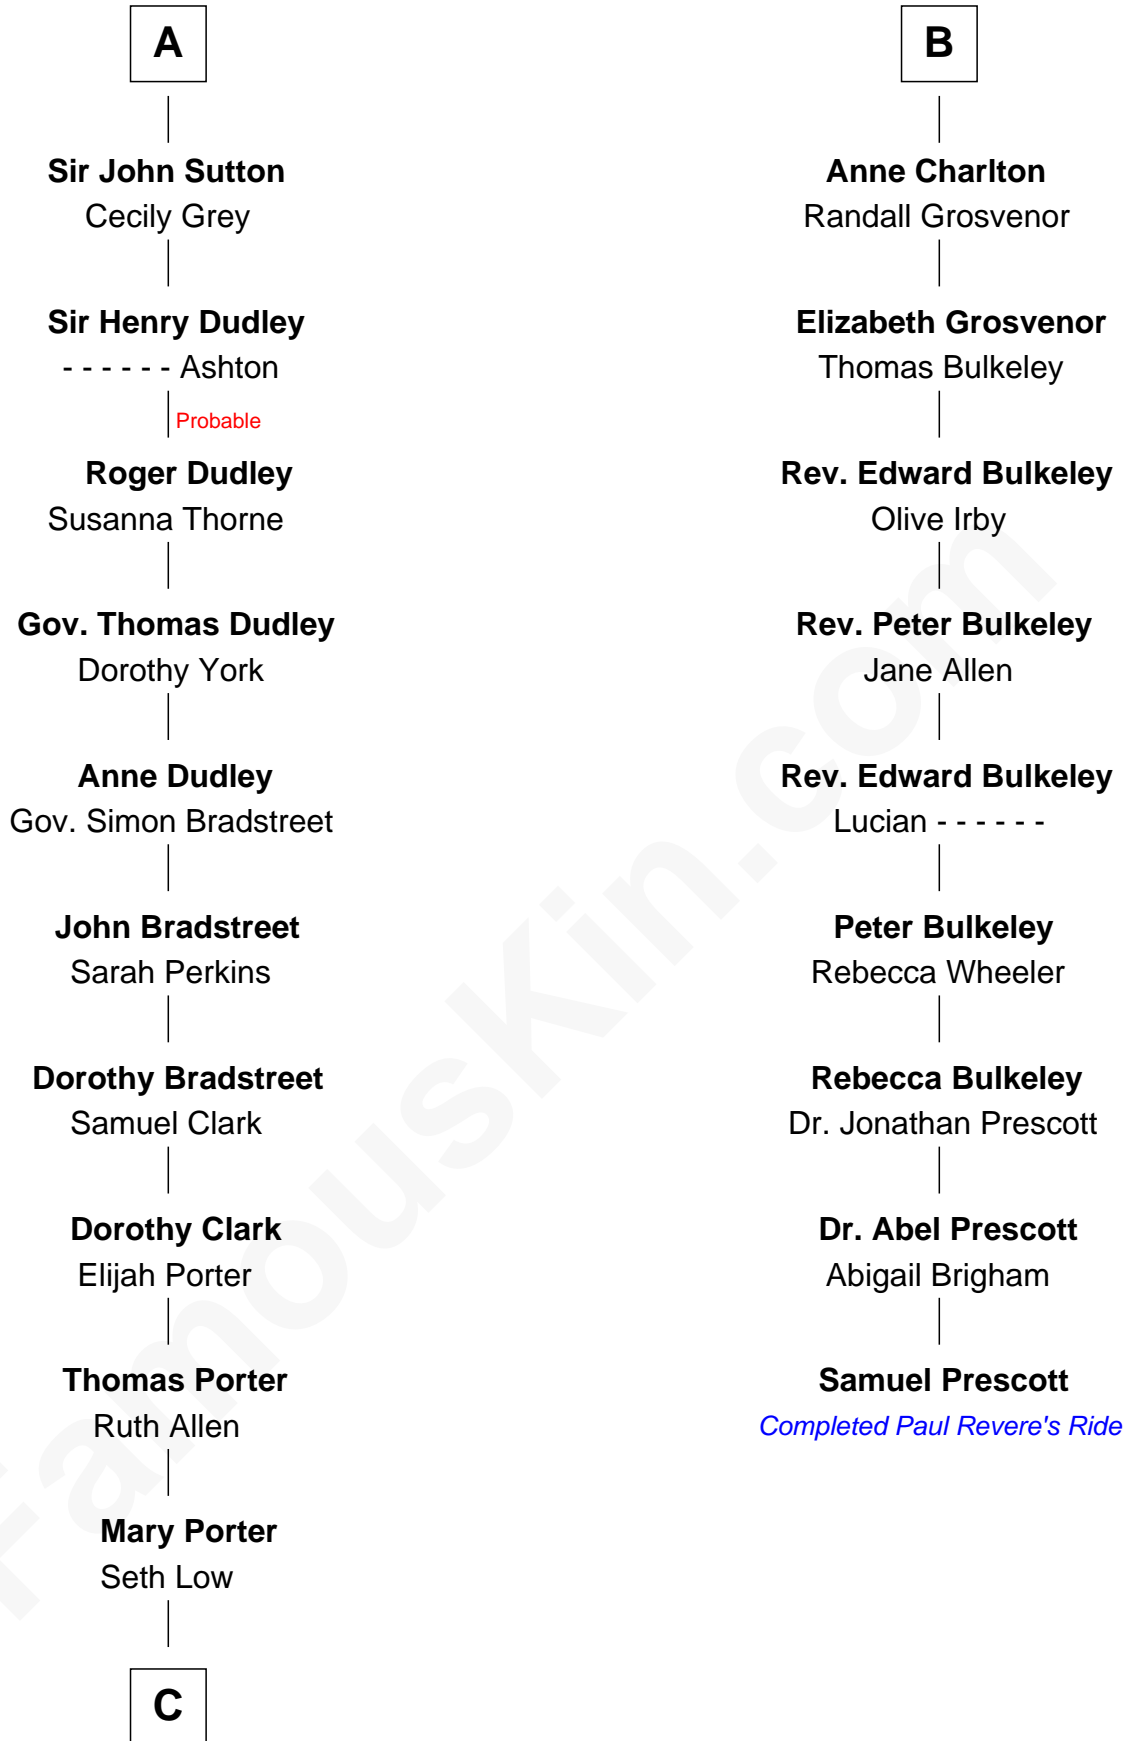 A
Sir John Sutton
Cecily Grey
Sir Henry Dudley
- - - - - - Ashton
Probable
Roger Dudley
Susanna Thorne
Gov. Thomas Dudley
Dorothy York
Anne Dudley
Gov. Simon Bradstreet
John Bradstreet
Sarah Perkins
Dorothy Bradstreet
Samuel Clark
Dorothy Clark
Elijah Porter
Thomas Porter
Ruth Allen
Mary Porter
Seth Low
C
B
Anne Charlton
Randall Grosvenor
Elizabeth Grosvenor
Thomas Bulkeley
Rev. Edward Bulkeley
Olive Irby
Rev. Peter Bulkeley
Jane Allen
Rev. Edward Bulkeley
Lucian - - - - - -
Peter Bulkeley
Rebecca Wheeler
Rebecca Bulkeley
Dr. Jonathan Prescott
Dr. Abel Prescott
Abigail Brigham
Samuel Prescott
Completed Paul Revere's Ride
FamousKin.com